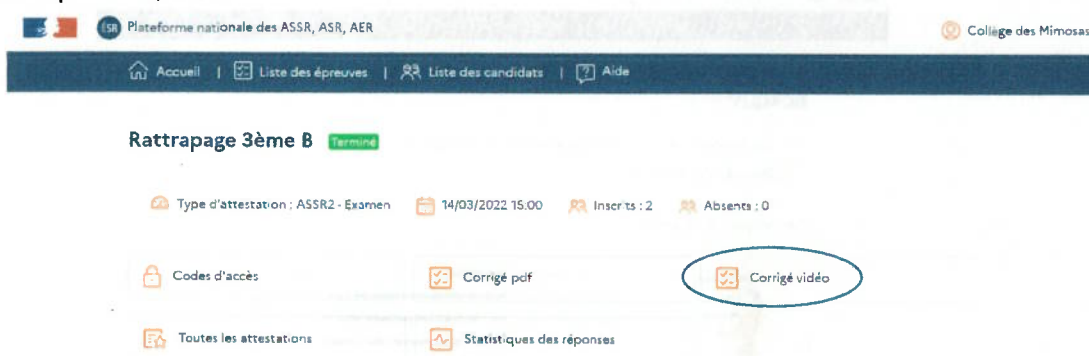 ISR Plateforme nationale des ASSR, ASR, AER Collège des Mimosas
Accueil | Liste des épreuves | Liste des candidats | ? Aide
Rattrapage 3ème B Terminé
Type d'attestation : ASSR2 - Examen 14/03/2022 15:00 Inscrits : 2 Absents : 0
Codes d'accès Corrigé pdf Corrigé vidéo
Toutes les attestations Statistiques des réponses